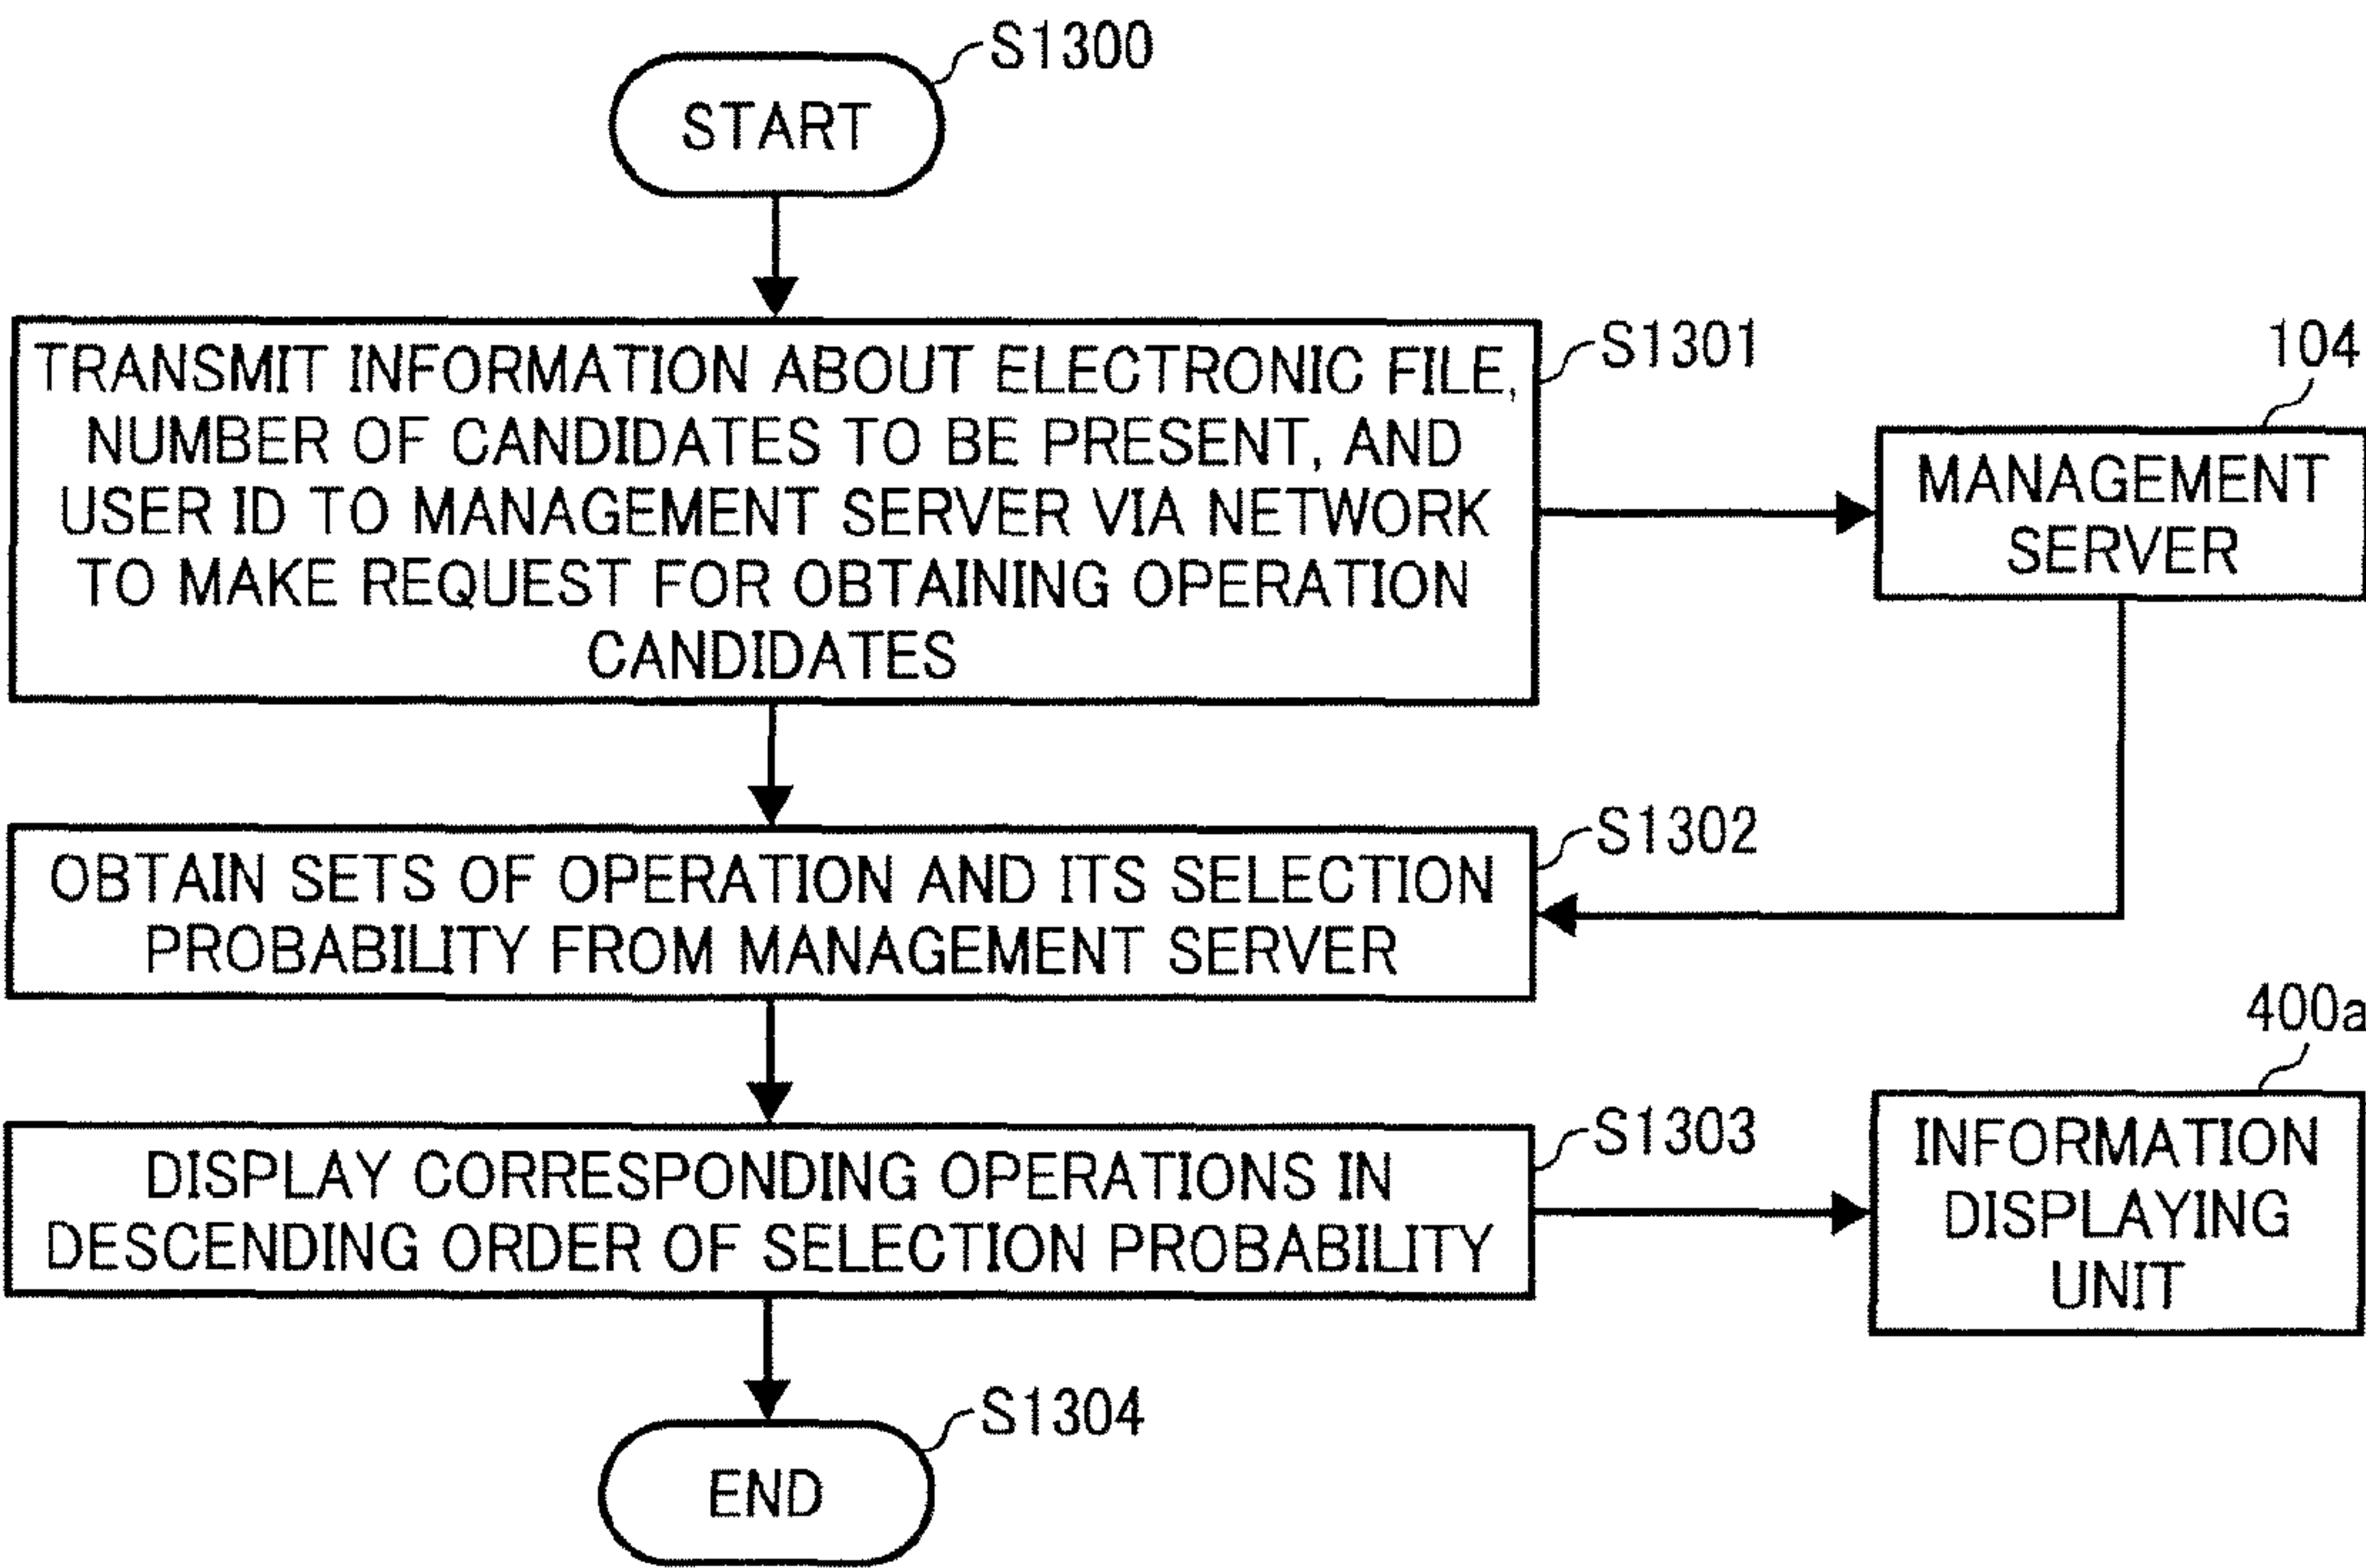 S1300
START
S1301
TRANSMIT INFORMATION ABOUT ELECTRONIC FILE,
NUMBER OF CANDIDATES TO BE PRESENT, AND
USER ID TO MANAGEMENT SERVER VIA NETWORK
TO MAKE REQUEST FOR OBTAINING OPERATION
CANDIDATES
104
MANAGEMENT
SERVER
S1302
OBTAIN SETS OF OPERATION AND ITS SELECTION
PROBABILITY FROM MANAGEMENT SERVER
S1303
DISPLAY CORRESPONDING OPERATIONS IN
DESCENDING ORDER OF SELECTION PROBABILITY
400a
INFORMATION
DISPLAYING
UNIT
S1304
END